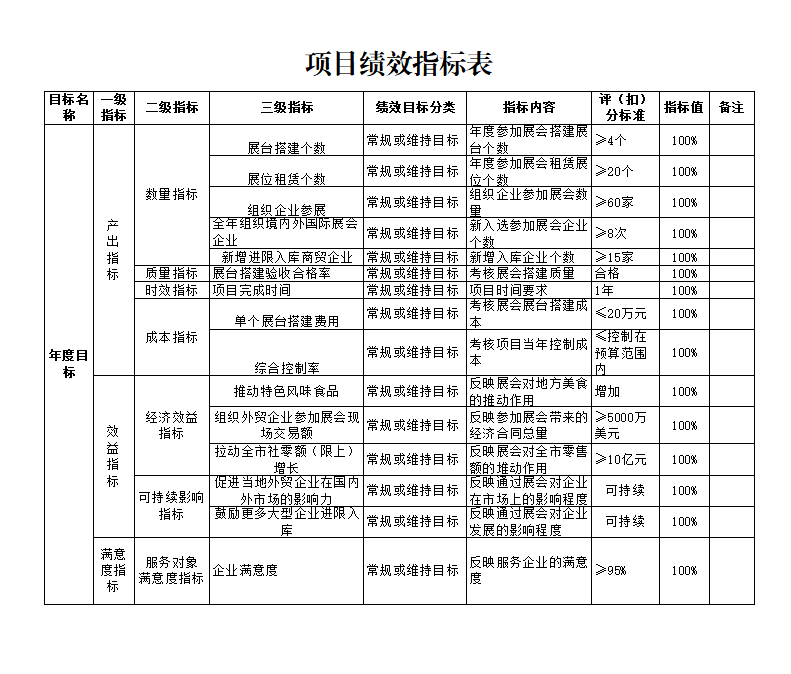 项目绩效指标表
目标名
称
一级
指标
二级指标
三级指标
绩效目标分类
指标内容
评（扣）
分标准
指标值
备注
年度目
标
产
出
指
标
数量指标
展台搭建个数
常规或维持目标
年度参加展会搭建展
台个数
≥4个
100%
展位租赁个数
常规或维持目标
年度参加展会租赁展
位个数
≥20个
100%
组织企业参展
常规或维持目标
组织企业参加展会数
量
≥60家
100%
全年组织境内外国际展会
企业
常规或维持目标
新入选参加展会企业
个数
≥8次
100%
新增进限入库商贸企业
常规或维持目标
新增入库企业个数
≥15家
100%
质量指标
展台搭建验收合格率
常规或维持目标
考核展会搭建质量
合格
100%
时效指标
项目完成时间
常规或维持目标
项目时间要求
1年
100%
成本指标
单个展台搭建费用
常规或维持目标
考核展会展台搭建成
本
≤20万元
100%
综合控制率
常规或维持目标
考核项目当年控制成
本
≤控制在
预算范围
内
100%
效
益
指
标
经济效益
指标
推动特色风味食品
常规或维持目标
反映展会对地方美食
的推动作用
增加
100%
组织外贸企业参加展会现
场交易额
常规或维持目标
反映参加展会带来的
经济合同总量
≥5000万
美元
100%
拉动全市社零额（限上）
增长
常规或维持目标
反映展会对全市零售
额的堆动作用
≥10亿元
100%
可持续影响
指标
促进当地外贸企业在国内
外市场的影响力
常规或维持目标
反映通过展会对企业
在市场上的影响程度
可持续
100%
鼓励更多大型企业进限入
库
常规或维持目标
反映通过展会对企业
发展的影响程度
可持续
100%
满意
度指
标
服务对象
满意度指标
企业满意度
常规或维持目标
反映服务企业的满意
度
≥95%
100%